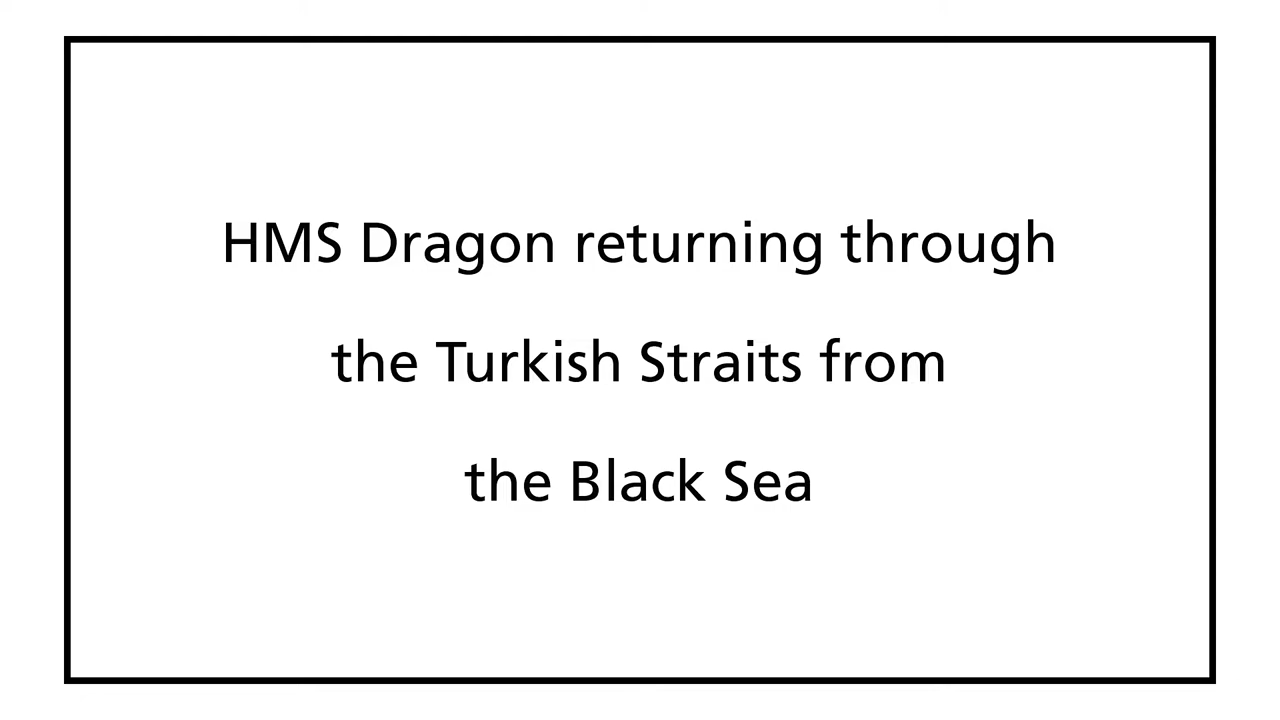 HMS Dragon returning through
the Turkish Straits from
the Black Sea